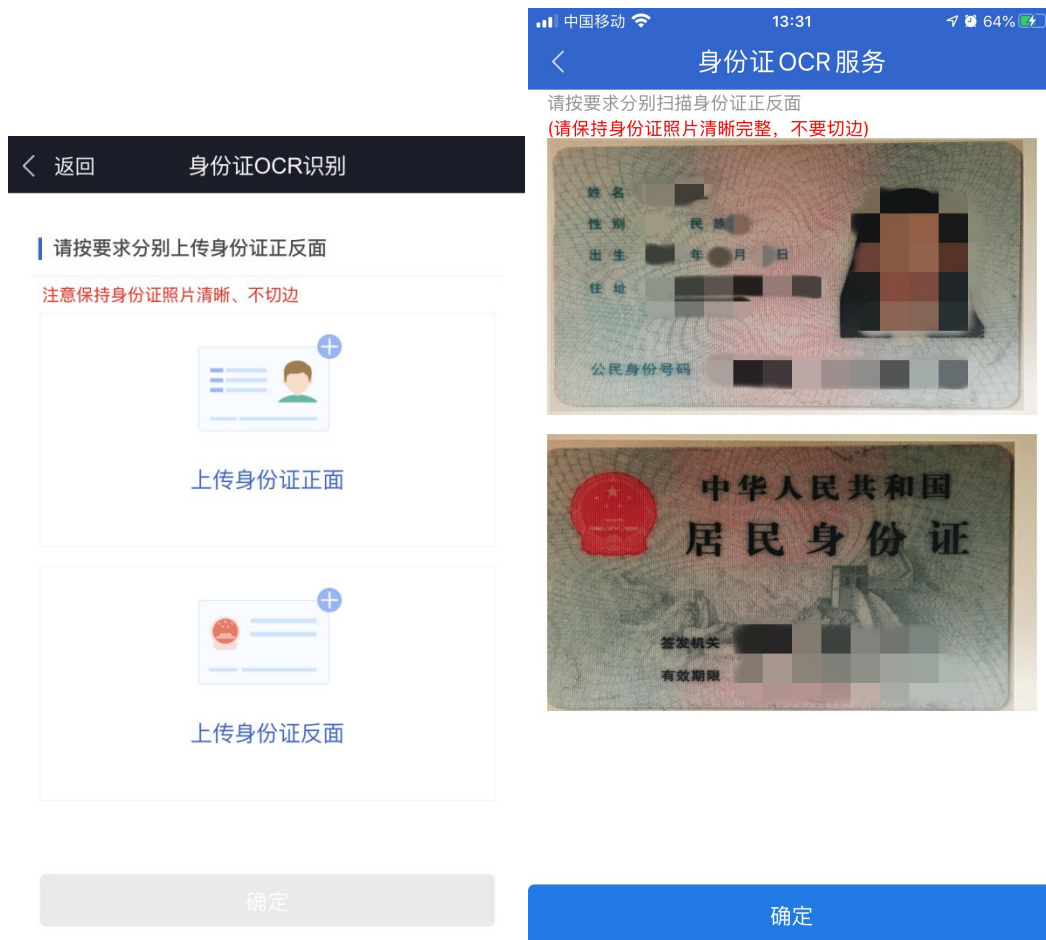 返回
身份证OCR识别
请按要求分别上传身份证正反面
注意保持身份证照片清晰、不切边
上传身份证正面
上传身份证反面
确定
中国移动
13:31
64%
身份证OCR服务
请按要求分别扫描身份证正反面
(请保持身份证照片清晰完整，不要切边)
姓名
性别 民族
出生 年 月 日
住址
公民身份号码
中华人民共和国
居民身份证
签发机关
有效期限
确定